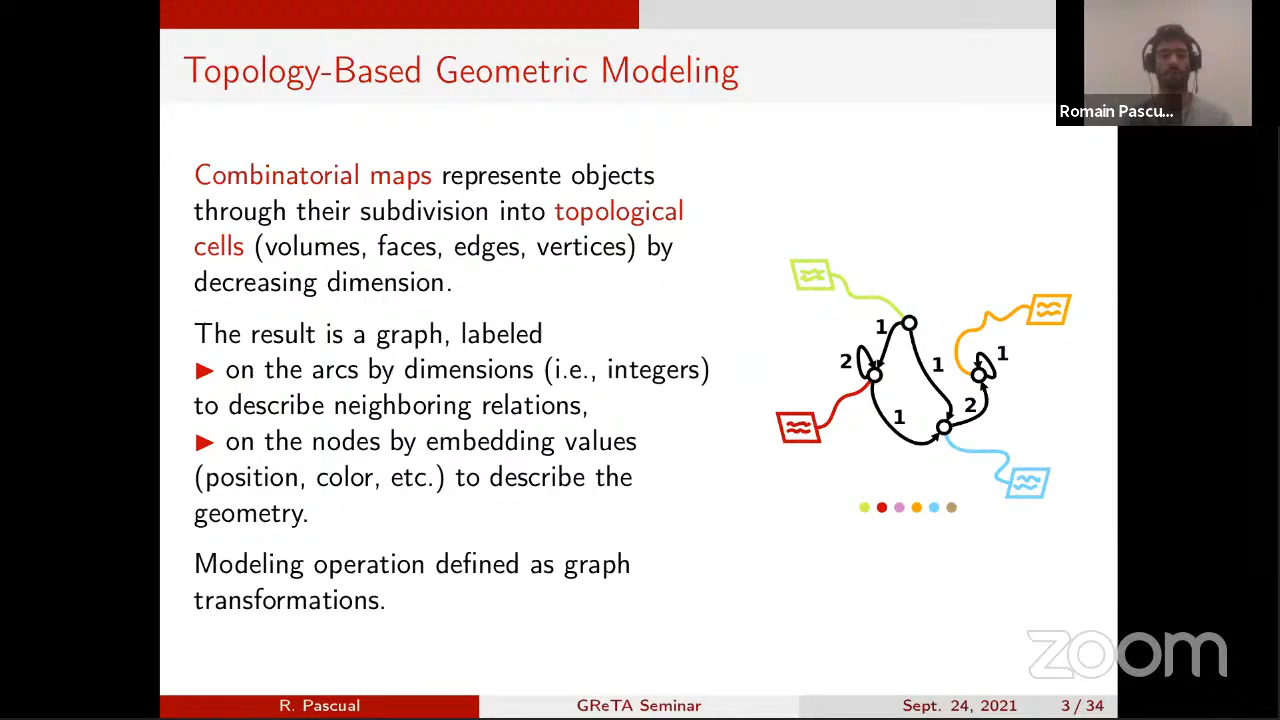 Topology-Based Geometric Modeling
Romain Pascu...
Combinatorial maps represente objects
through their subdivision into topological
cells (volumes, faces, edges, vertices) by
decreasing dimension.
The result is a graph, labeled
▶ on the arcs by dimensions (i.e., integers)
to describe neighboring relations,
▶ on the nodes by embedding values
(position, color, etc.) to describe the
geometry.
Modeling operation defined as graph
transformations.
1
2
1
1
1
2
zoom
R. Pascual
GReTA Seminar
Sept. 24, 2021
3 / 34